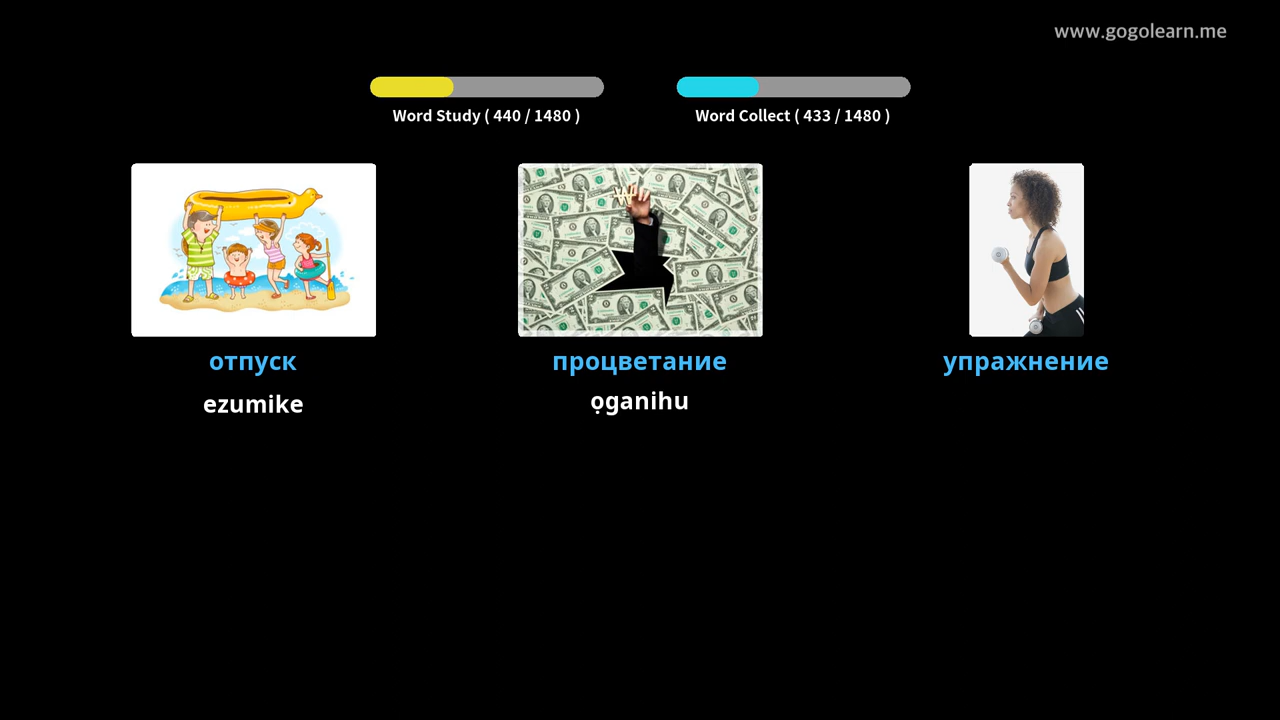 www.gogolearn.me
Word Study ( 440 / 1480 )
Word Collect ( 433 / 1480 )
отпуск
процветание
упражнение
ezumike
ọganihu